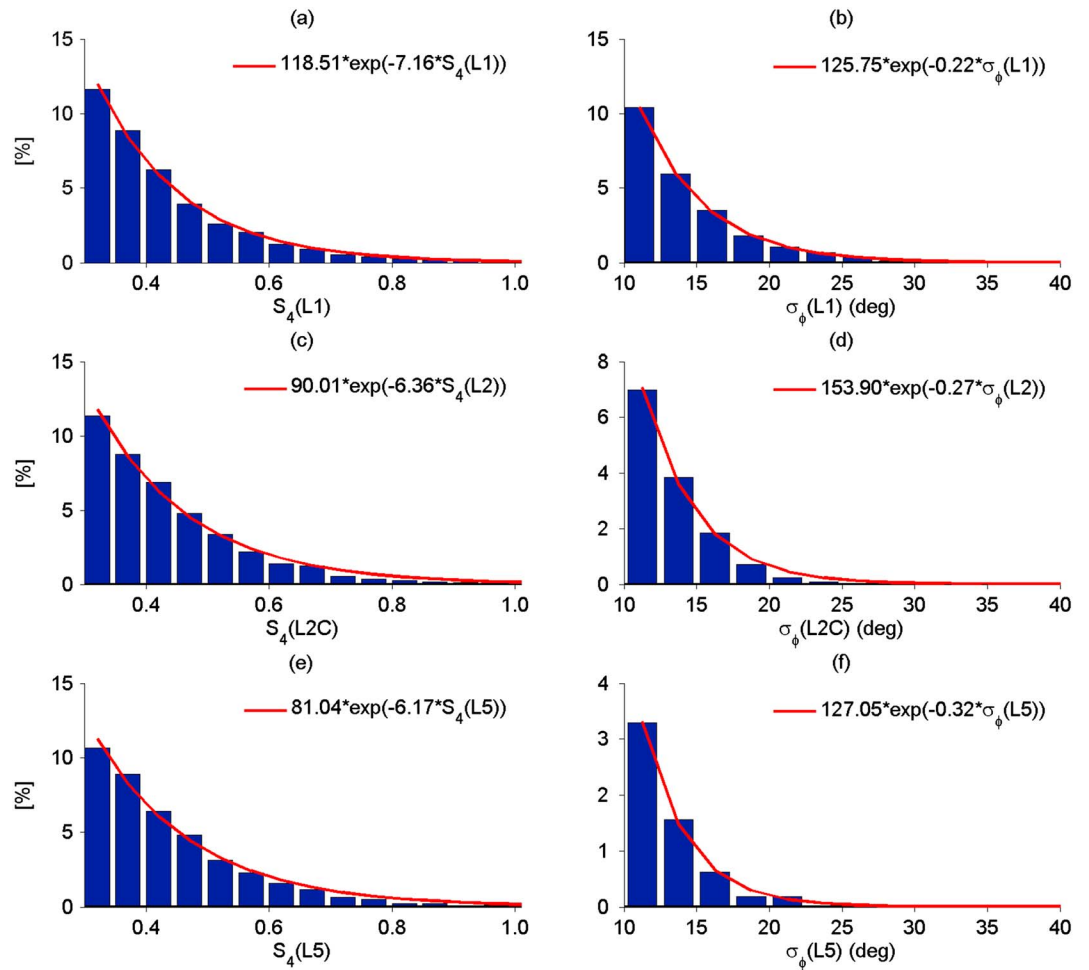 (a)
15
10
5
0
[%]
118.51*exp(-7.16*S4(L1))
0.4 0.6 0.8 1.0
S4(L1)
(b)
15
10
5
0
125.75*exp(-0.22*σϕ(L1))
10 15 20 25 30 35 40
σϕ(L1) (deg)
(c)
15
10
5
0
[%]
90.01*exp(-6.36*S4(L2))
0.4 0.6 0.8 1.0
S4(L2C)
(d)
8
6
4
2
0
153.90*exp(-0.27*σϕ(L2))
10 15 20 25 30 35 40
σϕ(L2C) (deg)
(e)
15
10
5
0
[%]
81.04*exp(-6.17*S4(L5))
0.4 0.6 0.8 1.0
S4(L5)
(f)
4
3
2
1
0
127.05*exp(-0.32*σϕ(L5))
10 15 20 25 30 35 40
σϕ(L5) (deg)